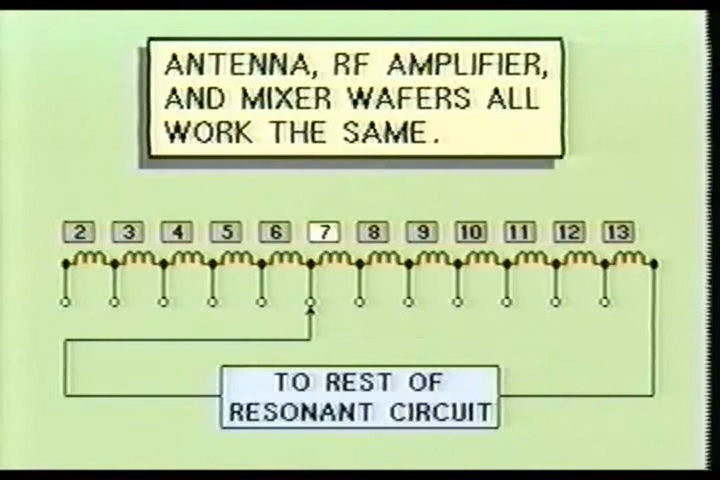 ANTENNA, RF AMPLIFIER,
AND MIXER WAFERS ALL
WORK THE SAME.
2 3 4 5 6 7 8 9 10 11 12 13
TO REST OF
RESONANT CIRCUIT